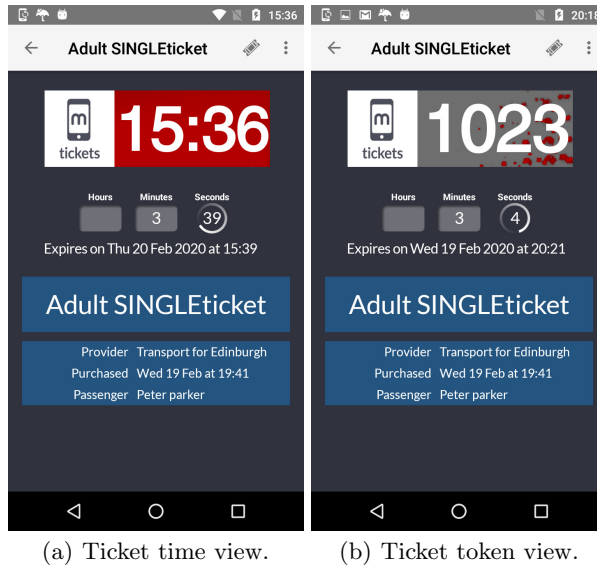 15:36
Adult SINGLEticket
m
tickets
15:36
Hours Minutes Seconds
3 39
Expires on Thu 20 Feb 2020 at 15:39
Adult SINGLEticket
Provider Transport for Edinburgh
Purchased Wed 19 Feb at 19:41
Passenger Peter parker
(a) Ticket time view.
20:18
Adult SINGLEticket
m
tickets
1023
Hours Minutes Seconds
3 4
Expires on Wed 19 Feb 2020 at 20:21
Adult SINGLEticket
Provider Transport for Edinburgh
Purchased Wed 19 Feb at 19:41
Passenger Peter parker
(b) Ticket token view.